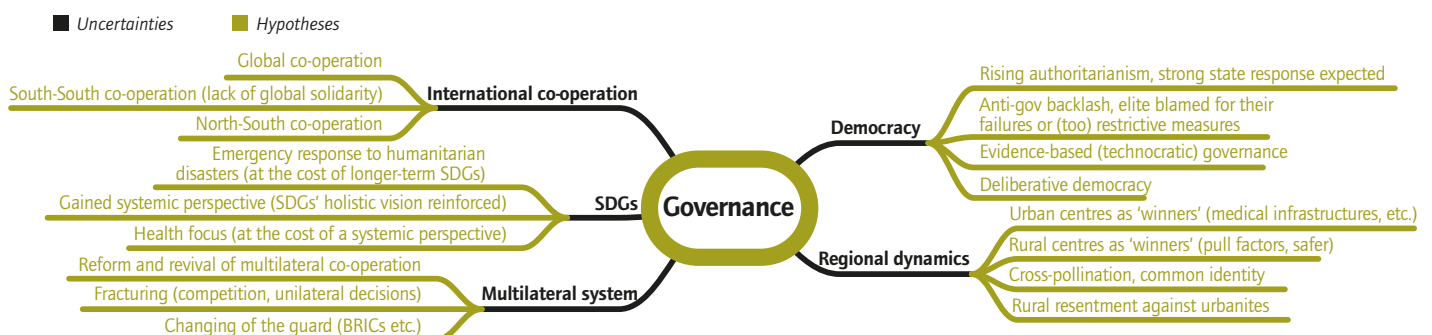 Uncertainties
Hypotheses
Global co-operation
South-South co-operation (lack of global solidarity)
North-South co-operation
International co-operation
Emergency response to humanitarian
disasters (at the cost of longer-term SDGs)
Gained systemic perspective (SDGs‘ holistic vision reinforced)
Health focus (at the cost of a systemic perspective)
SDGs
Reform and revival of multilateral co-operation
Fracturing (competition, unilateral decisions)
Changing of the guard (BRICs etc.)
Multilateral system
Governance
Democracy
Rising authoritarianism, strong state response expected
Anti-gov backlash, elite blamed for their
failures or (too) restrictive measures
Evidence-based (technocratic) governance
Deliberative democracy
Regional dynamics
Urban centres as ‘winners’ (medical infrastructures, etc.)
Rural centres as ‘winners’ (pull factors, safer)
Cross-pollination, common identity
Rural resentment against urbanites